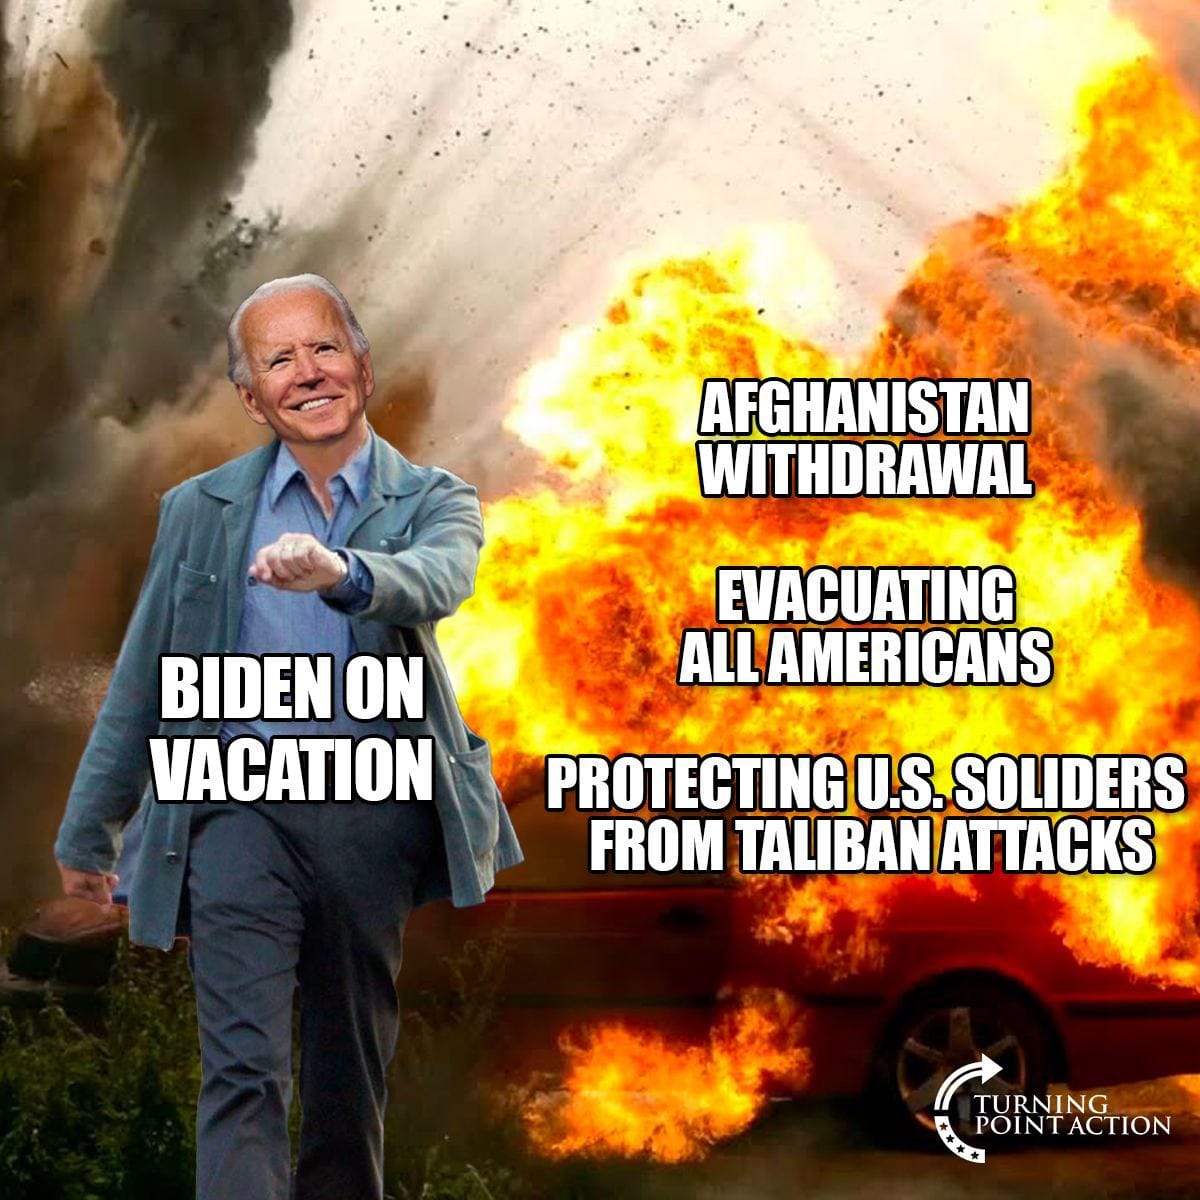 BIDEN ON
VACATION
AFGHANISTAN
WITHDRAWAL
EVACUATING
ALL AMERICANS
PROTECTING U.S. SOLIDERS
FROM TALIBAN ATTACKS
TURNING
POINT ACTION